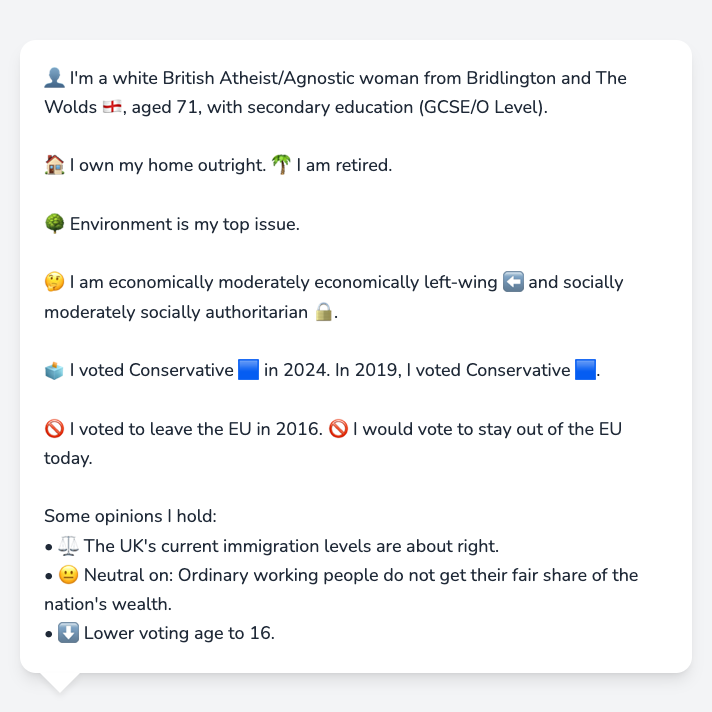 👤 I'm a white British Atheist/Agnostic woman from Bridlington and The
Wolds 🏴󠁧󠁢󠁥󠁮󠁧󠁿, aged 71, with secondary education (GCSE/O Level).
🏠 I own my home outright. 🌴 I am retired.
🌳 Environment is my top issue.
🤔 I am economically moderately economically left-wing ⬅️ and socially
moderately socially authoritarian 🔒.
🗳️ I voted Conservative 🟦 in 2024. In 2019, I voted Conservative 🟦.
🚫 I voted to leave the EU in 2016. 🚫 I would vote to stay out of the EU
today.
Some opinions I hold:
• ⚖️ The UK's current immigration levels are about right.
• 😐 Neutral on: Ordinary working people do not get their fair share of the
nation's wealth.
• ⬇️ Lower voting age to 16.